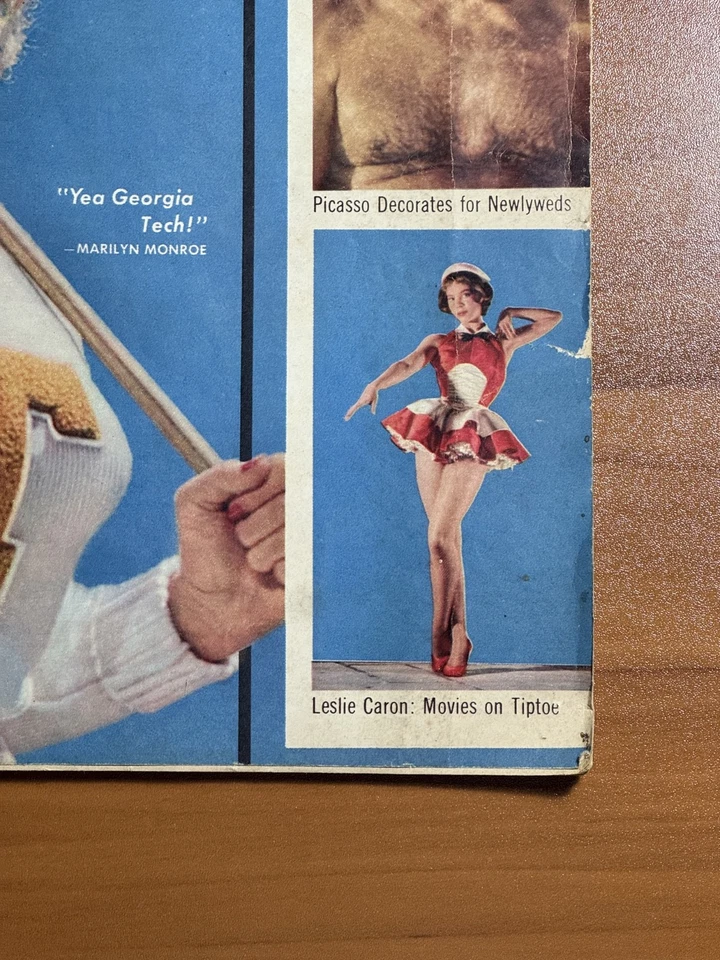 "Yea Georgia
Tech!"
—MARILYN MONROE
Picasso Decorates for Newlyweds
Leslie Caron: Movies on Tiptoe